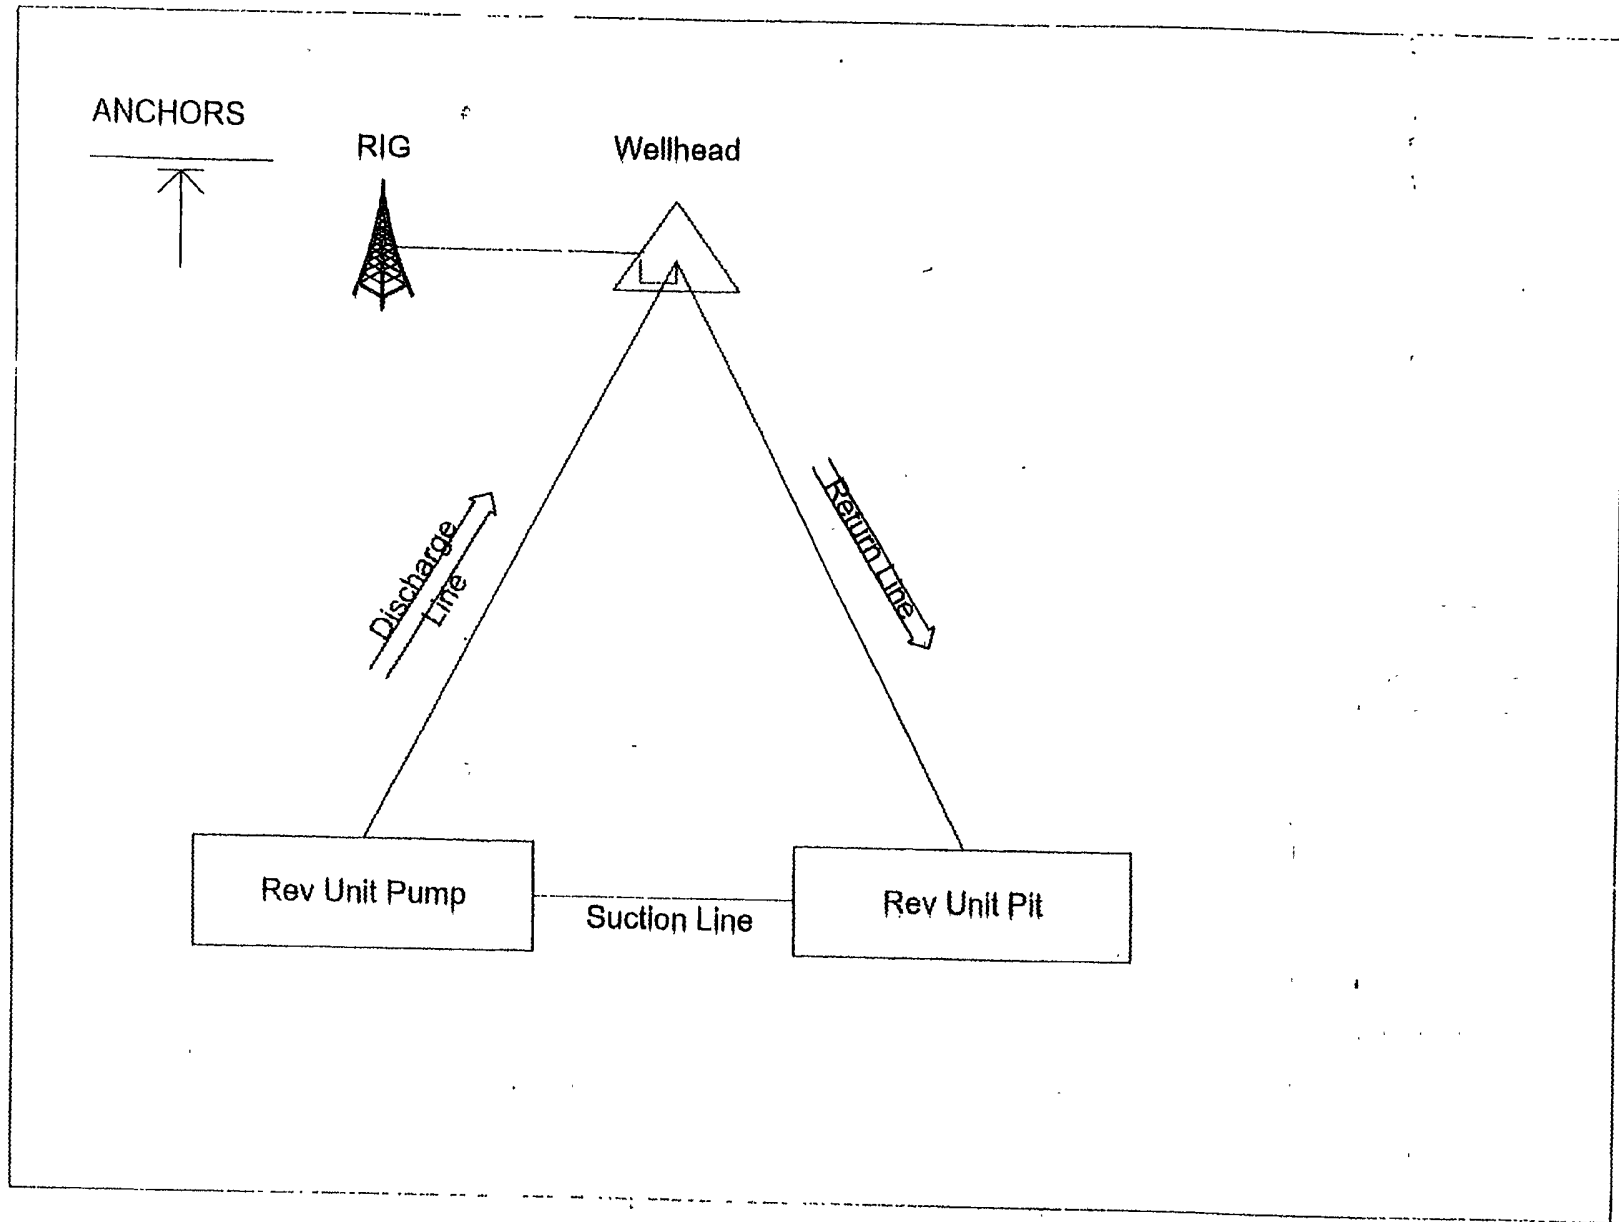 ANCHORS
RIG
Wellhead
Discharge
Line
Return Line
Rev Unit Pump
Suction Line
Rev Unit Pit